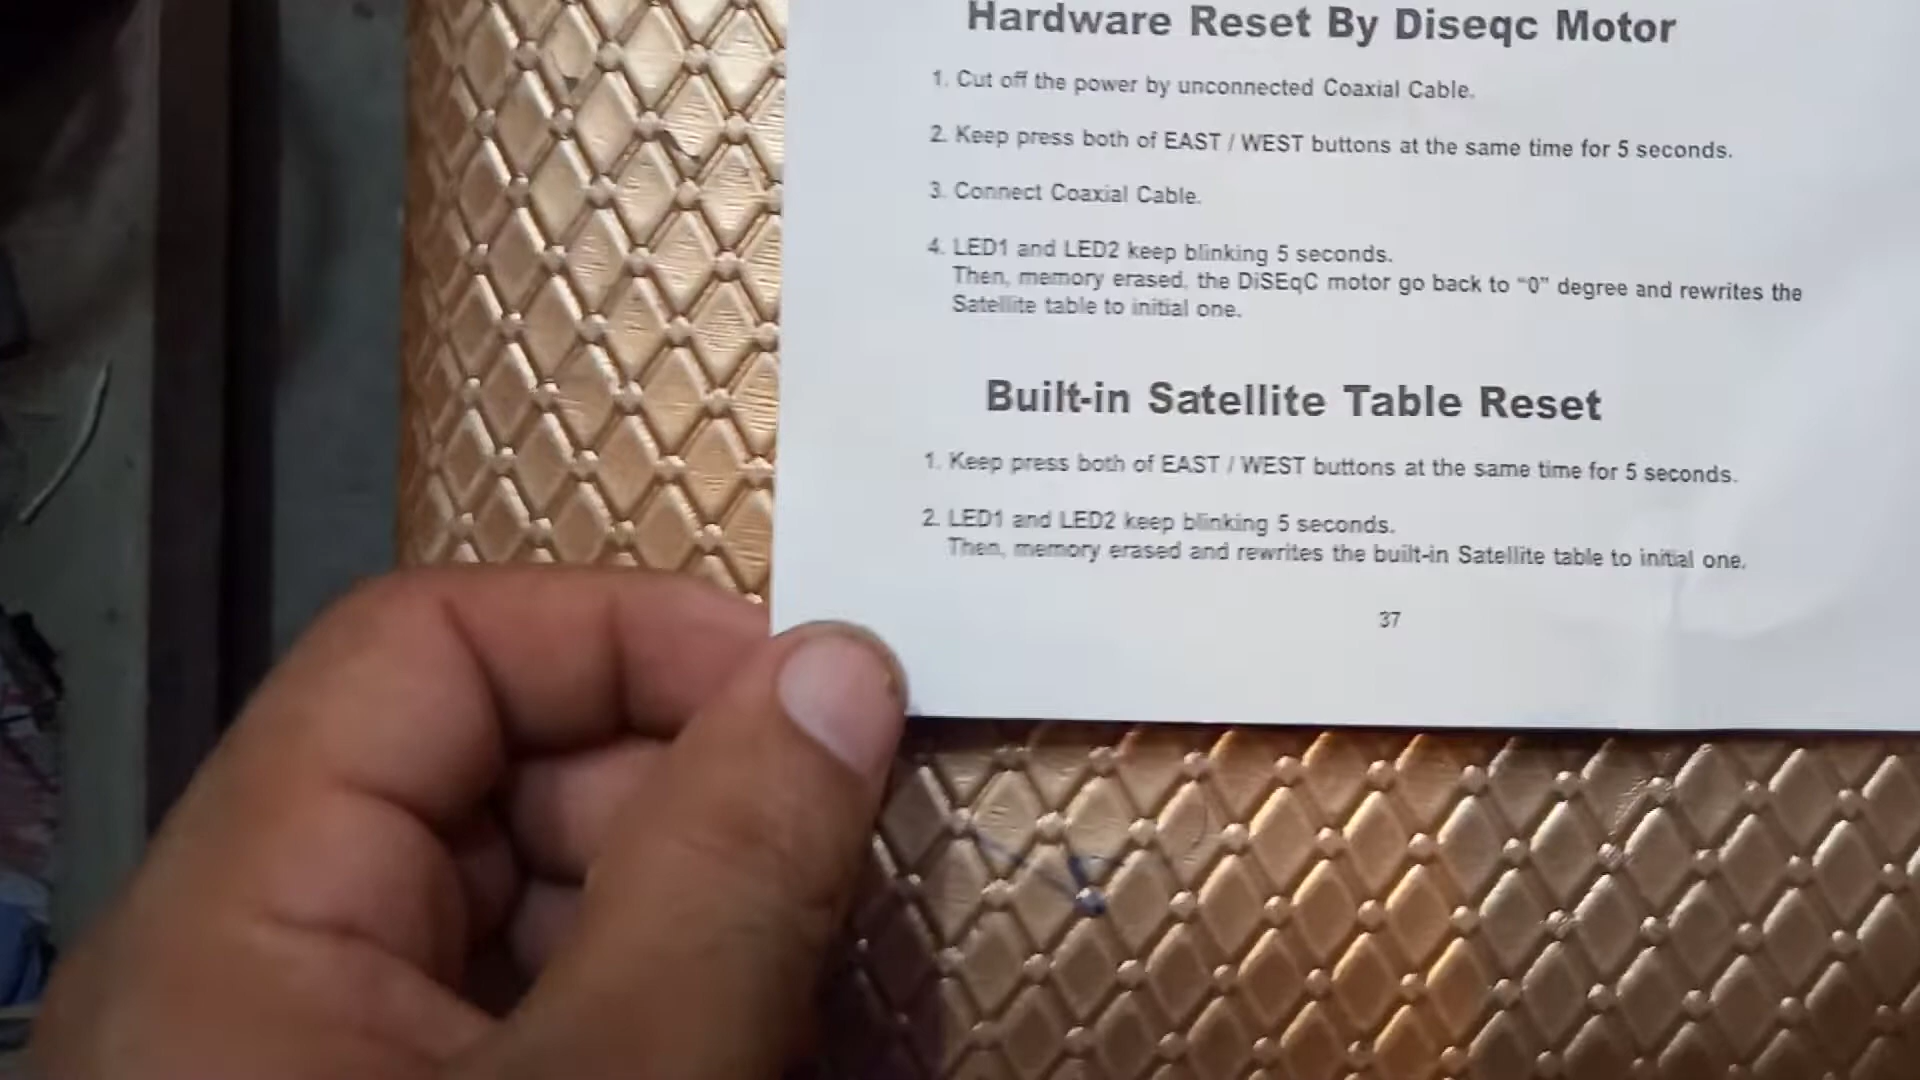 Hardware Reset By Diseqc Motor
1. Cut off the power by unconnected Coaxial Cable.
2. Keep press both of EAST / WEST buttons at the same time for 5 seconds.
3. Connect Coaxial Cable.
4. LED1 and LED2 keep blinking 5 seconds.
Then, memory erased, the DiSEqC motor go back to “0” degree and rewrites the
Satellite table to initial one.
Built-in Satellite Table Reset
1. Keep press both of EAST / WEST buttons at the same time for 5 seconds.
2. LED1 and LED2 keep blinking 5 seconds.
Then, memory erased and rewrites the built-in Satellite table to initial one.
37